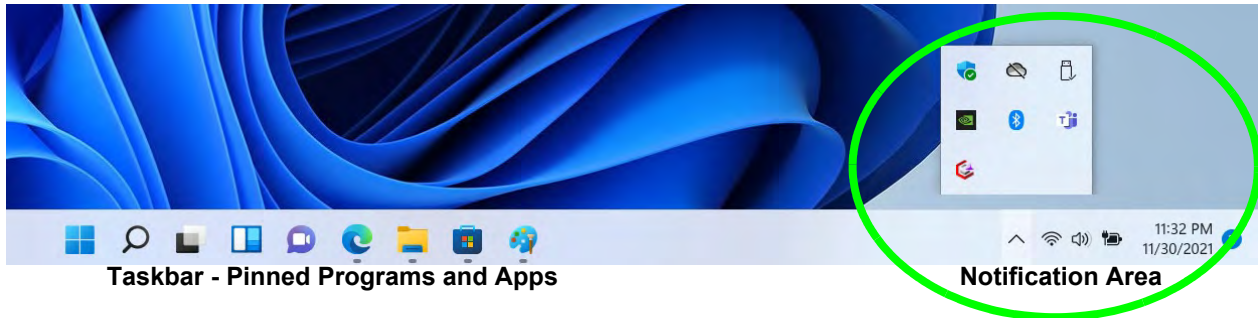 11:32 PM
11/30/2021
Taskbar - Pinned Programs and Apps
Notification Area